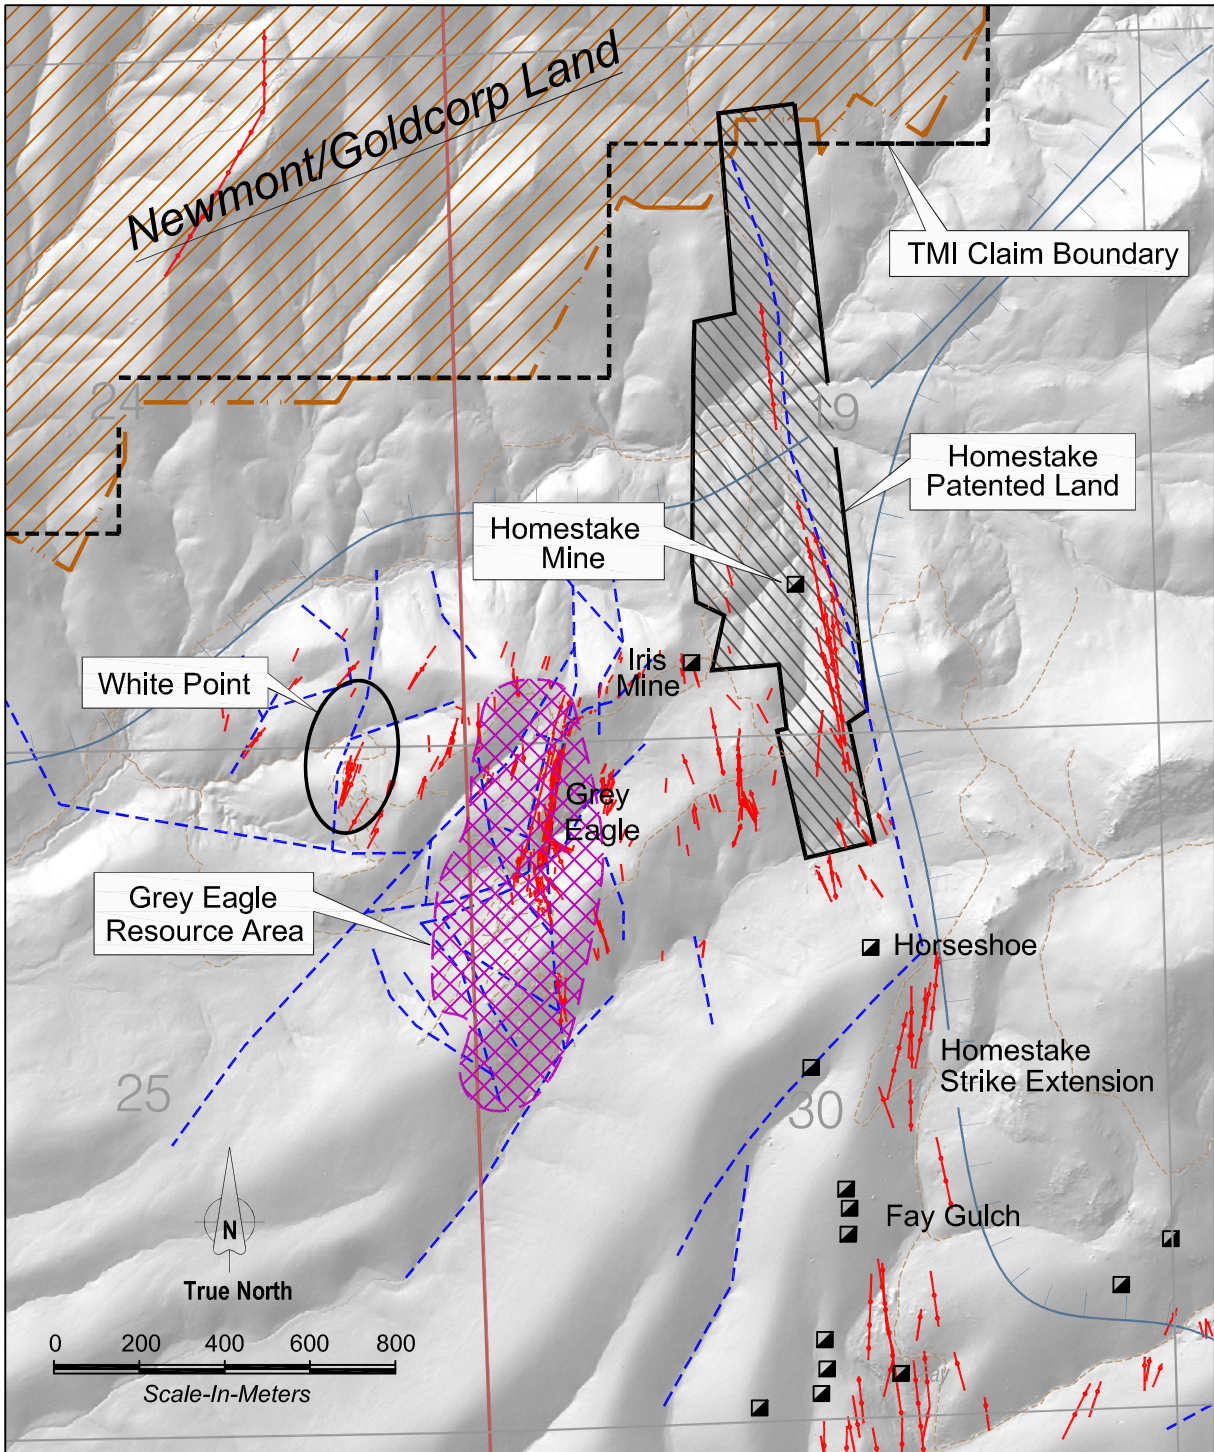 Newmont/Goldcorp Land
TMI Claim Boundary
24
19
Homestake
Patented Land
Homestake
Mine
Iris
Mine
White Point
Grey
Eagle
Grey Eagle
Resource Area
Horseshoe
Homestake
Strike Extension
25
30
Fay Gulch
N
True North
0 200 400 600 800
Scale-In-Meters